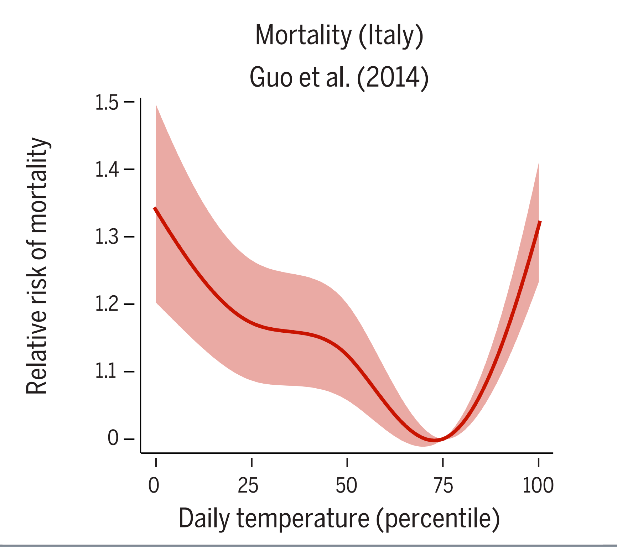 Mortality (Italy)
Guo et al. (2014)
Relative risk of mortality
1.5
1.4
1.3
1.2
1.1
0
0 25 50 75 100
Daily temperature (percentile)